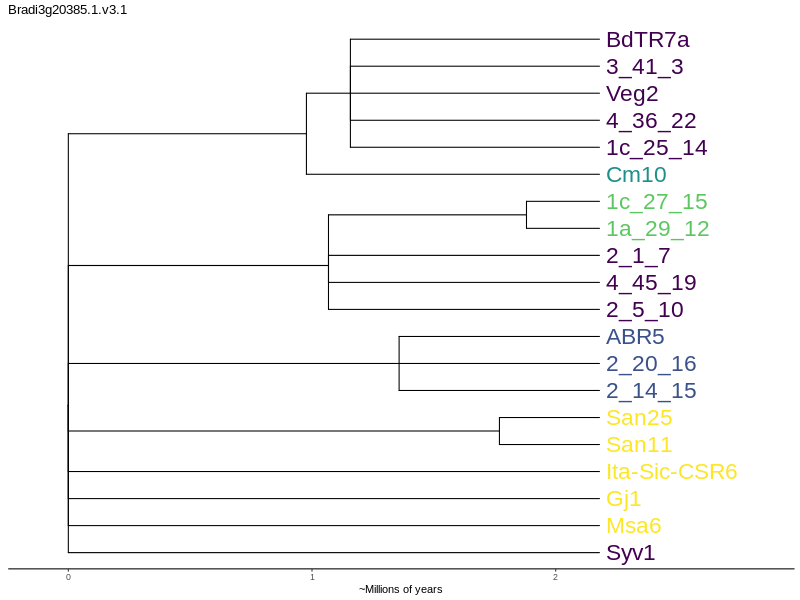 Bradi3g20385.1.v3.1
BdTR7a
3_41_3
Veg2
4_36_22
1c_25_14
Cm10
1c_27_15
1a_29_12
2_1_7
4_45_19
2_5_10
ABR5
2_20_16
2_14_15
San25
San11
Ita-Sic-CSR6
Gj1
Msa6
Syv1
0 1 2
~Millions of years